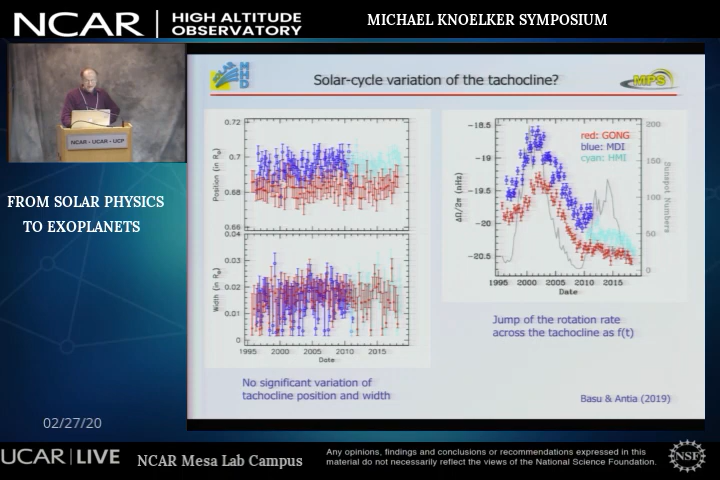 NCAR
HIGH ALTITUDE
OBSERVATORY
MICHAEL KNOELKER SYMPOSIUM
MHD
Solar-cycle variation of the tachocline?
MPS
NCAR • UCAR • UCP
FROM SOLAR PHYSICS
TO EXOPLANETS
0.72
0.7
0.68
0.66
Position (in R⊙)
0.04
0.03
0.02
0.01
0
Width (in R⊙)
1995 2000 2005 2010 2015
Date
-18.5
-19
-19.5
-20
-20.5
ΔΩ/2π (nHz)
red: GONG
blue: MDI
cyan: HMI
200
150
100
50
0
Sunspot Numbers
1995 2000 2005 2010 2015
Date
No significant variation of
tachocline position and width
Jump of the rotation rate
across the tachocline as f(t)
Basu & Antia (2019)
02/27/20
UCAR | LIVE
NCAR Mesa Lab Campus
Any opinions, findings and conclusions or recommendations expressed in this
material do not necessarily reflect the views of the National Science Foundation.
NSF